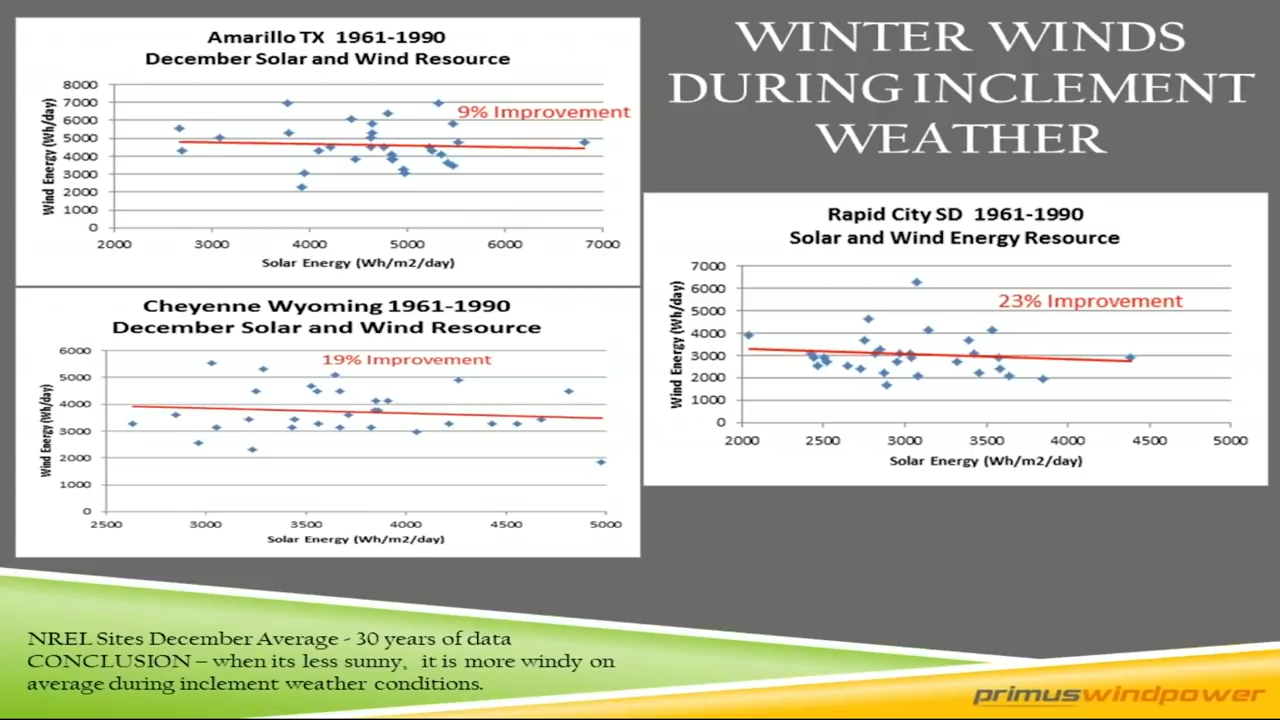 WINTER WINDS
DURING INCLEMENT
WEATHER
Amarillo TX 1961-1990
December Solar and Wind Resource
9% Improvement
Wind Energy (Wh/day)
8000
7000
6000
5000
4000
3000
2000
1000
0
2000 3000 4000 5000 6000 7000
Solar Energy (Wh/m2/day)
Cheyenne Wyoming 1961-1990
December Solar and Wind Resource
19% Improvement
Wind Energy (Wh/day)
6000
5000
4000
3000
2000
1000
0
2500 3000 3500 4000 4500 5000
Solar Energy (Wh/m2/day)
Rapid City SD 1961-1990
Solar and Wind Energy Resource
23% Improvement
Wind Energy (Wh/day)
7000
6000
5000
4000
3000
2000
1000
0
2000 2500 3000 3500 4000 4500 5000
Solar Energy (Wh/m2/day)
NREL Sites December Average - 30 years of data
CONCLUSION – when its less sunny, it is more windy on
average during inclement weather conditions.
primuswindpower